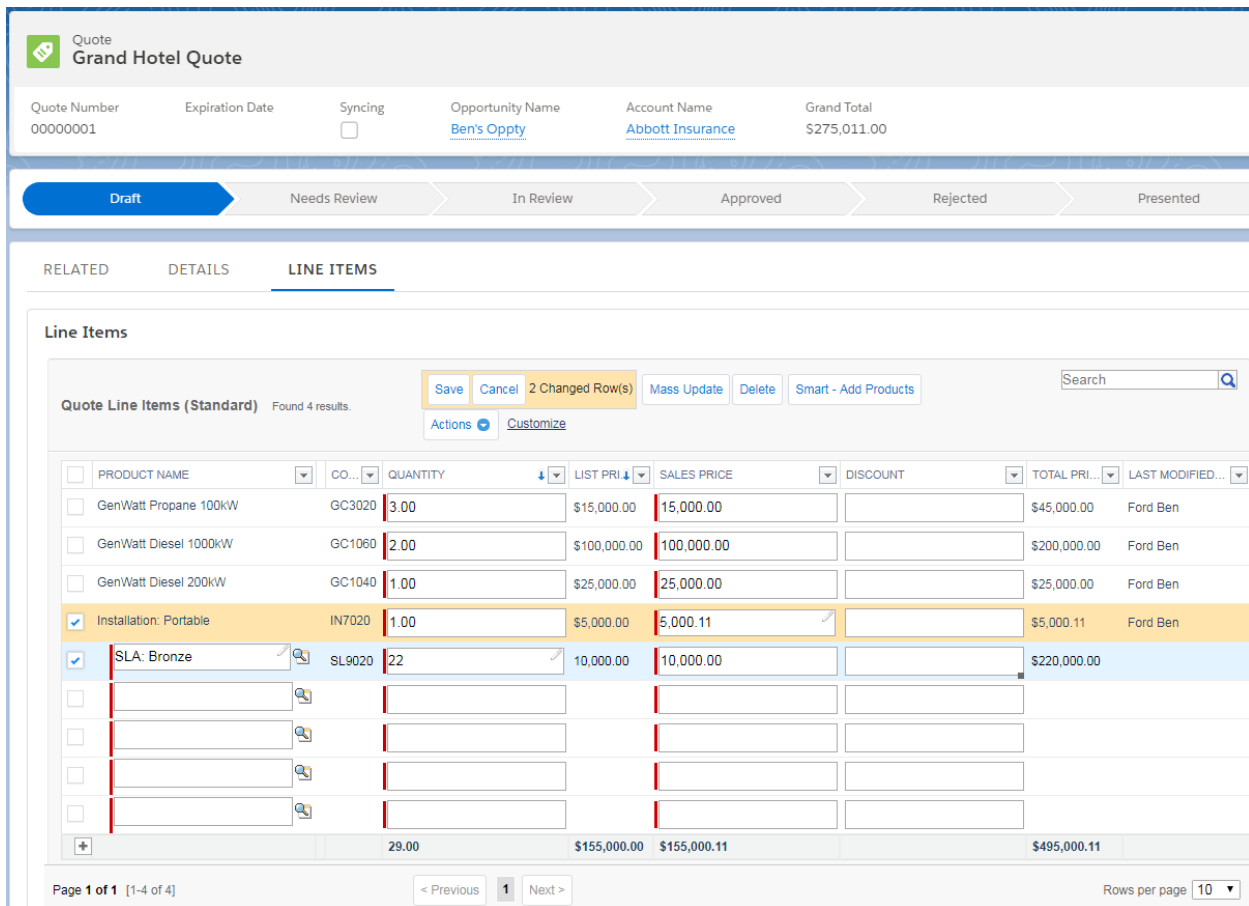 Quote
Grand Hotel Quote
Quote Number Expiration Date Syncing Opportunity Name Account Name Grand Total
00000001 Ben's Oppty Abbott Insurance $275,011.00
Draft Needs Review In Review Approved Rejected Presented
RELATED DETAILS LINE ITEMS
Line Items
Quote Line Items (Standard) Found 4 results. Save Cancel 2 Changed Row(s) Mass Update Delete Smart - Add Products Search
Actions Customize
PRODUCT NAME CO... QUANTITY LIST PRI... SALES PRICE DISCOUNT TOTAL PRI... LAST MODIFIED...
GenWatt Propane 100kW GC3020 3.00 $15,000.00 15,000.00 $45,000.00 Ford Ben
GenWatt Diesel 1000kW GC1060 2.00 $100,000.00 100,000.00 $200,000.00 Ford Ben
GenWatt Diesel 200kW GC1040 1.00 $25,000.00 25,000.00 $25,000.00 Ford Ben
Installation: Portable IN7020 1.00 $5,000.00 5,000.11 $5,000.11 Ford Ben
SLA: Bronze SL9020 22 10,000.00 10,000.00 $220,000.00
29.00 $155,000.00 $155,000.11 $495,000.11
Page 1 of 1 [1-4 of 4] < Previous 1 Next > Rows per page 10